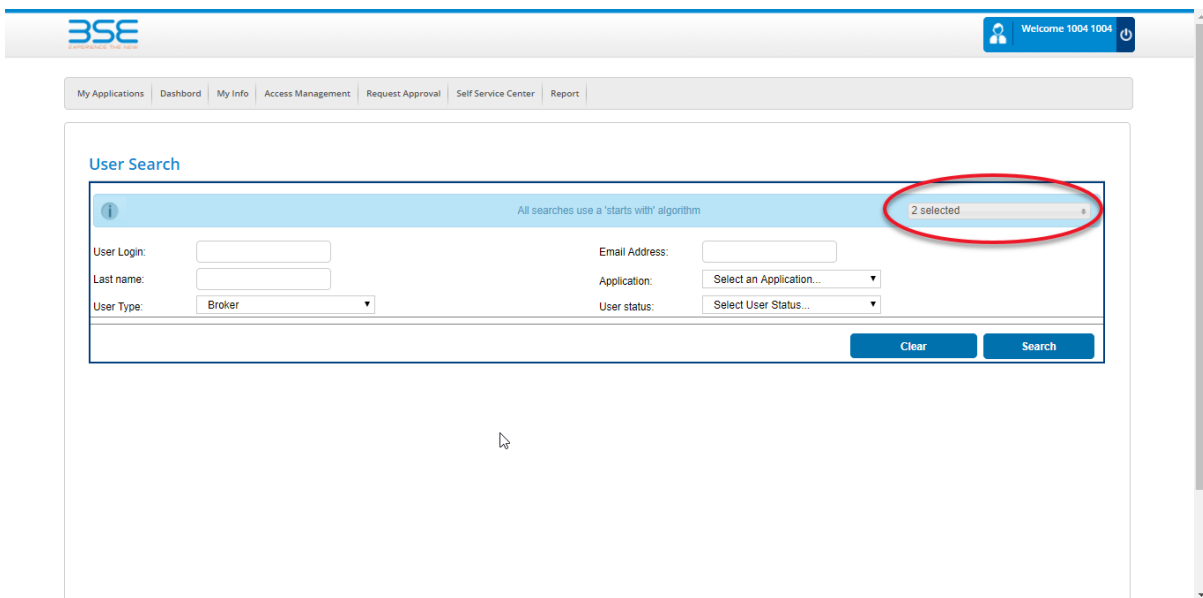 BSE
EXPERIENCE THE NEW
Welcome 1004 1004
My Applications Dashbord My Info Access Management Request Approval Self Service Center Report
User Search
i All searches use a 'starts with' algorithm 2 selected
User Login: Email Address:
Last name: Application: Select an Application...
User Type: Broker User status: Select User Status...
Clear Search